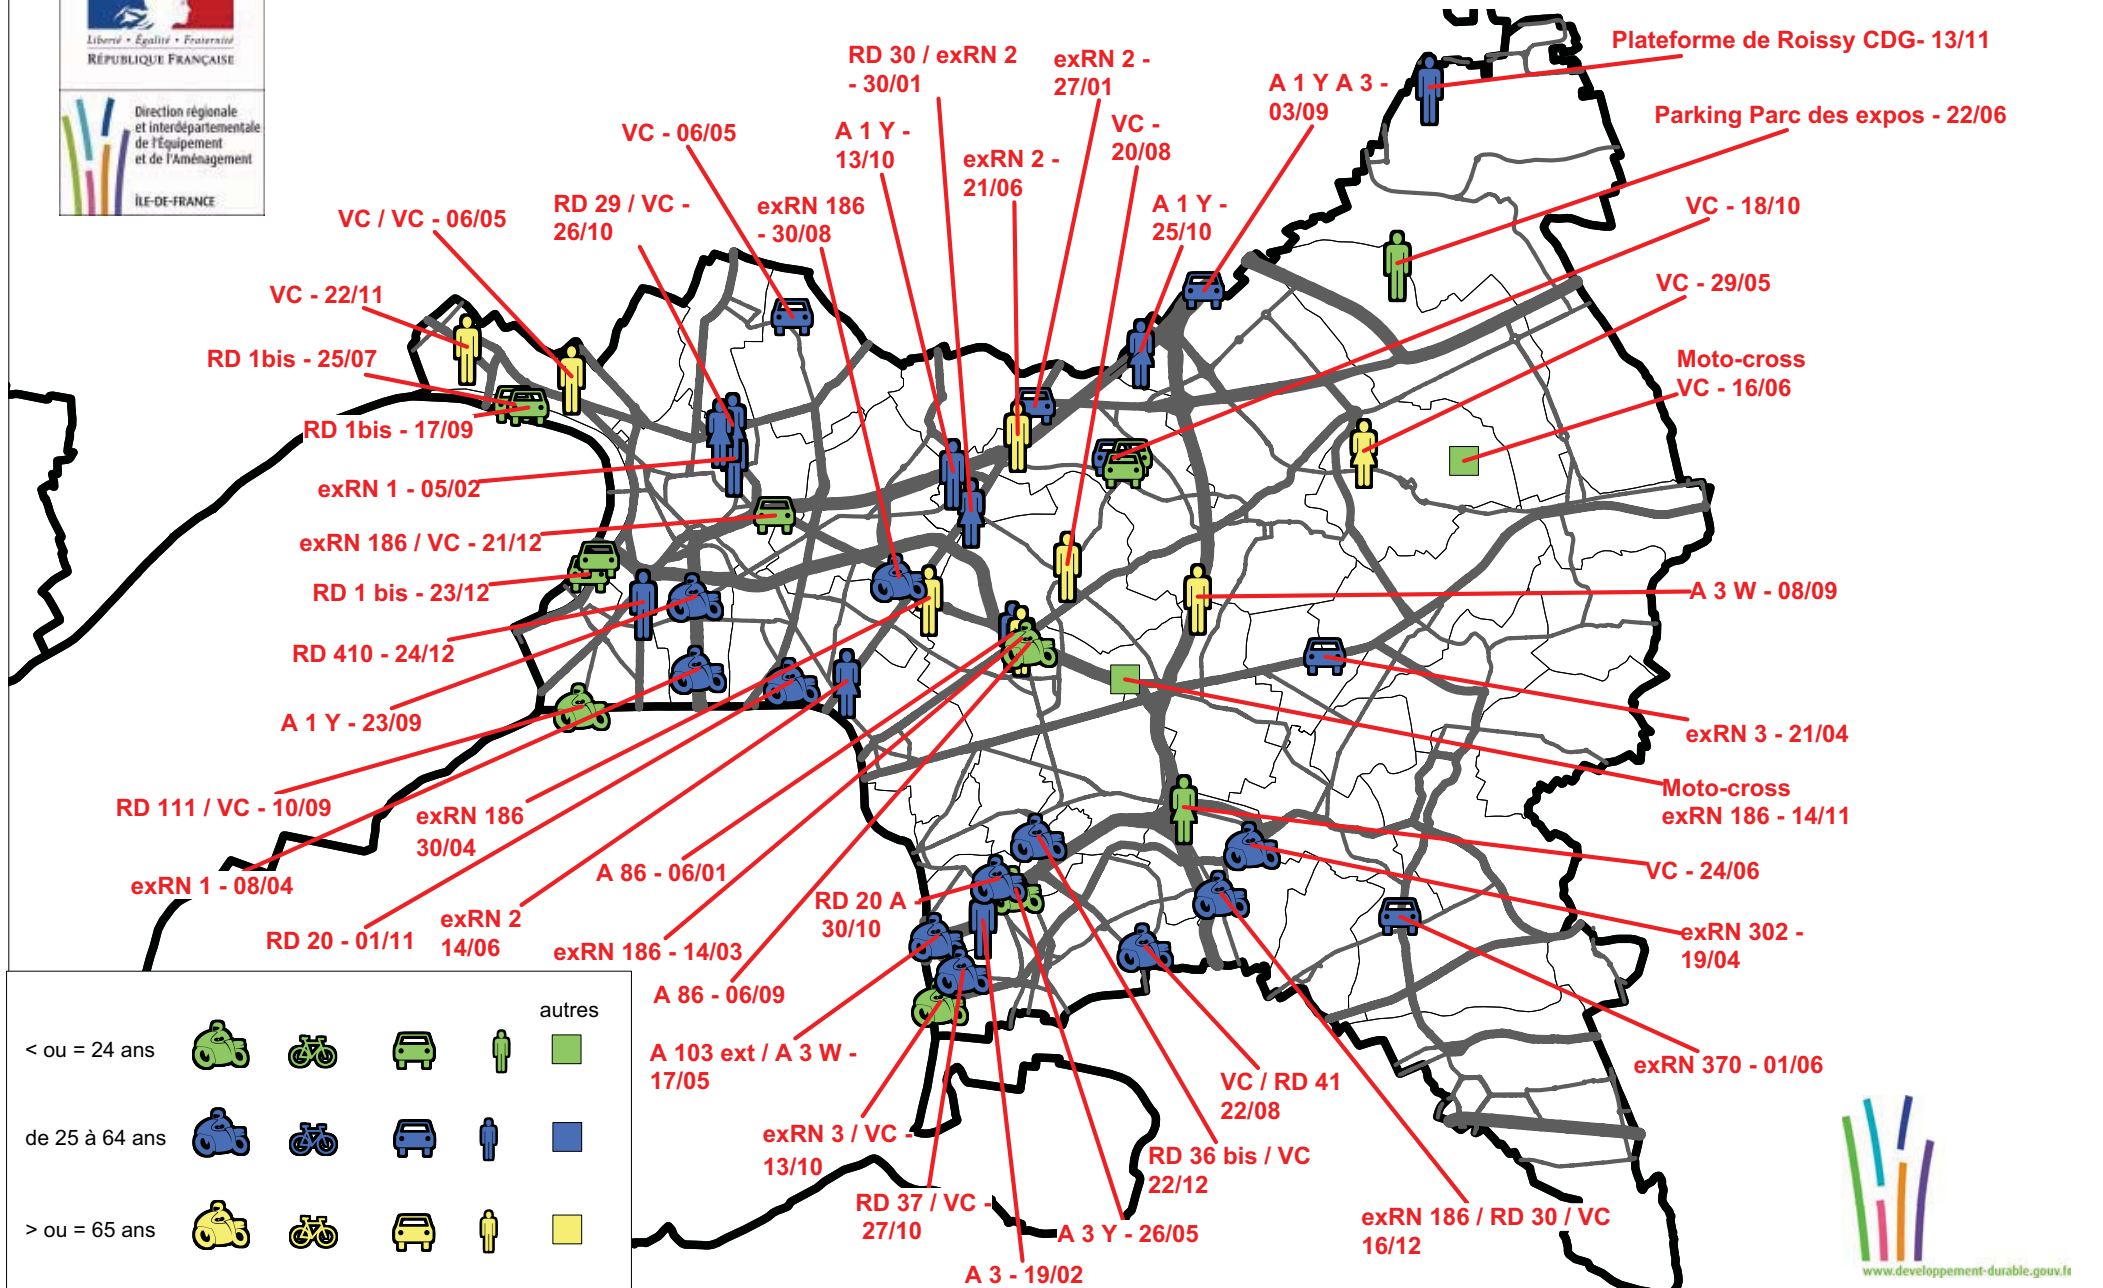 Liberté • Égalité • Fraternité
RÉPUBLIQUE FRANÇAISE
Direction régionale
et interdépartementale
de l'Équipement
et de l'Aménagement
ÎLE-DE-FRANCE
Plateforme de Roissy CDG- 13/11
RD 30 / exRN 2
- 30/01
exRN 2 -
27/01
A 1 Y A 3 -
03/09
Parking Parc des expos - 22/06
VC - 06/05
A 1 Y -
13/10
VC -
20/08
exRN 2 -
21/06
VC / VC - 06/05
RD 29 / VC -
26/10
exRN 186
- 30/08
A 1 Y -
25/10
VC - 18/10
VC - 22/11
VC - 29/05
RD 1bis - 25/07
Moto-cross
VC - 16/06
RD 1bis - 17/09
exRN 1 - 05/02
exRN 186 / VC - 21/12
RD 1 bis - 23/12
A 3 W - 08/09
RD 410 - 24/12
A 1 Y - 23/09
exRN 3 - 21/04
RD 111 / VC - 10/09
exRN 186
30/04
Moto-cross
exRN 186 - 14/11
exRN 1 - 08/04
A 86 - 06/01
VC - 24/06
RD 20 A -
30/10
RD 20 - 01/11
exRN 2
14/06
exRN 186 - 14/03
exRN 302 -
19/04
A 86 - 06/09
A 103 ext / A 3 W -
17/05
exRN 370 - 01/06
VC / RD 41
22/08
exRN 3 / VC -
13/10
RD 36 bis / VC
22/12
RD 37 / VC -
27/10
A 3 Y - 26/05
exRN 186 / RD 30 / VC
16/12
A 3 - 19/02
autres
< ou = 24 ans
de 25 à 64 ans
> ou = 65 ans
www.developpement-durable.gouv.fr